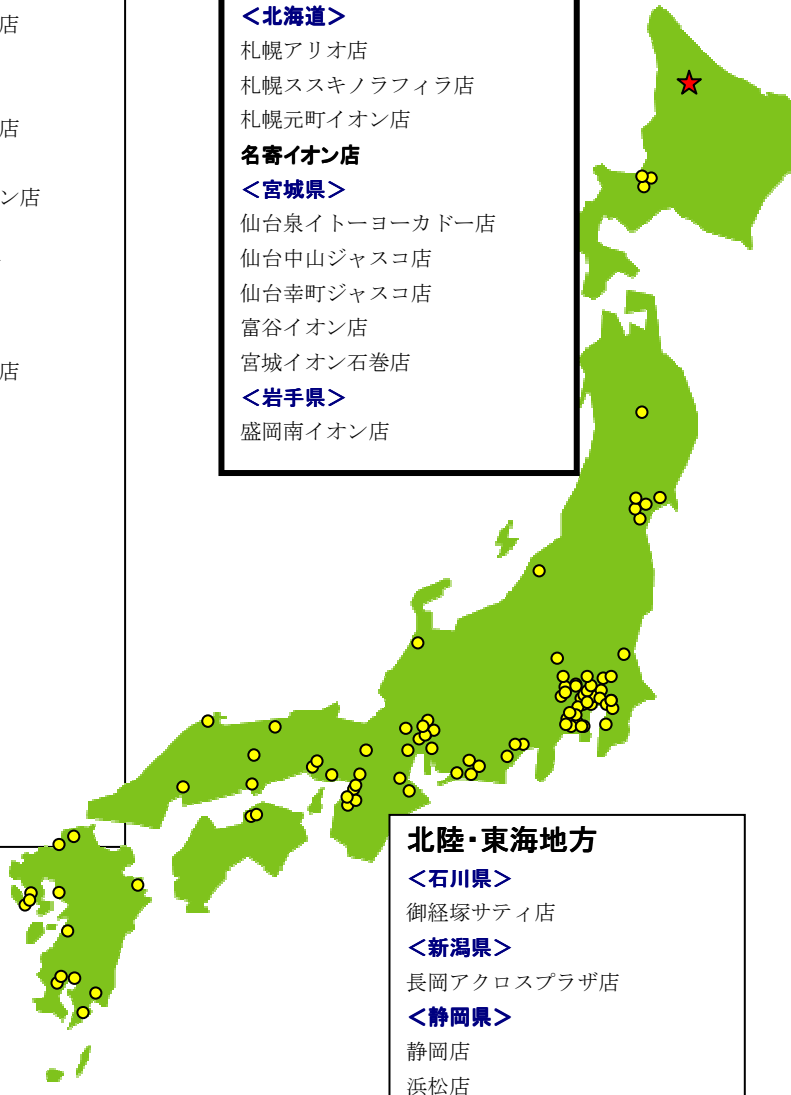 店
店
ン店
店
<北海道>
札幌アリオ店
札幌ススキノラフィラ店
札幌元町イオン店
名寄イオン店
<宮城県>
仙台泉イトーヨーカドー店
仙台中山ジャスコ店
仙台幸町ジャスコ店
富谷イオン店
宮城イオン石巻店
<岩手県>
盛岡南イオン店
北陸・東海地方
<石川県>
御経塚サティ店
<新潟県>
長岡アクロスプラザ店
<静岡県>
静岡店
浜松店